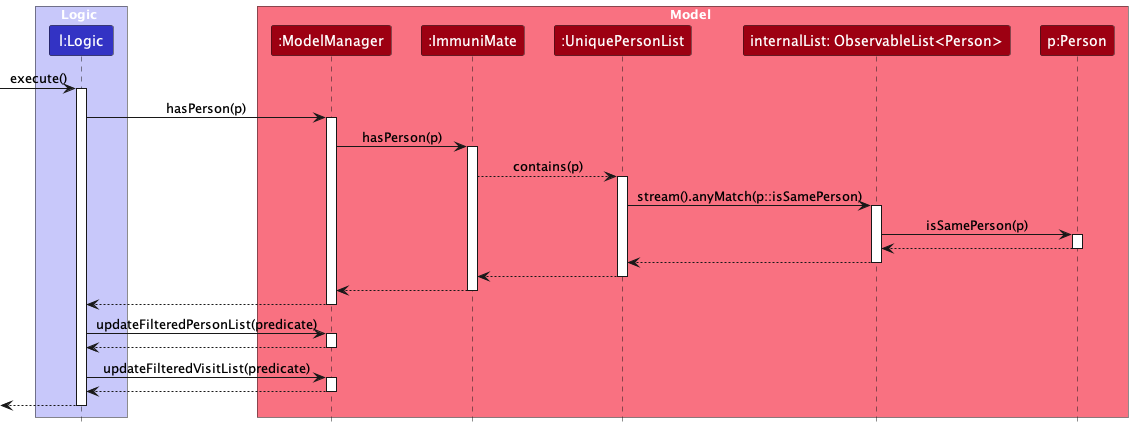 Logic
Model
l:Logic
:ModelManager
:ImmuniMate
:UniquePersonList
internalList: ObservableList<Person>
p:Person
execute()
hasPerson(p)
hasPerson(p)
contains(p)
stream().anyMatch(p::isSamePerson)
isSamePerson(p)
updateFilteredPersonList(predicate)
updateFilteredVisitList(predicate)